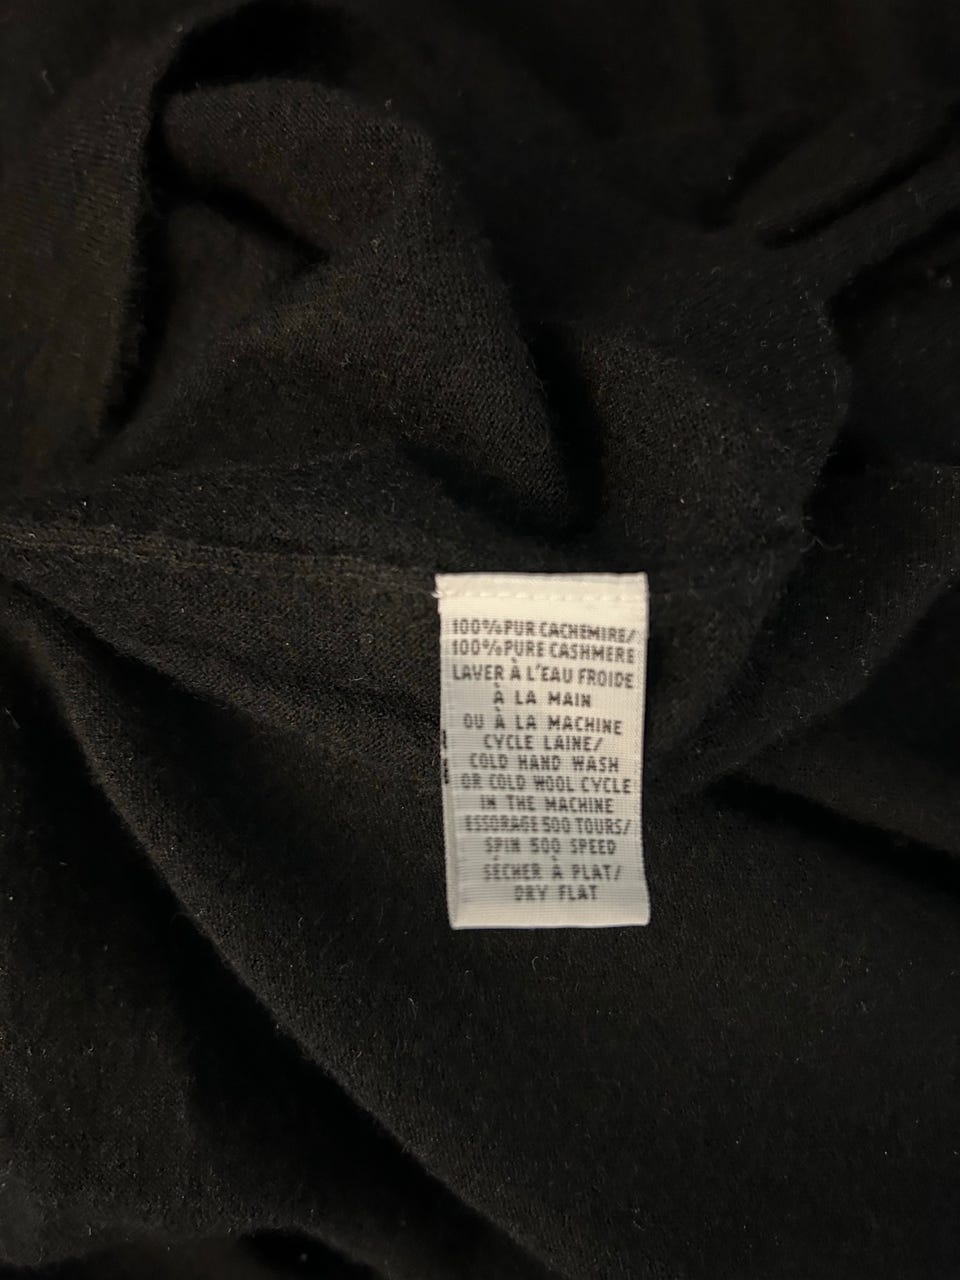 100%PUR CACHEMIRE/
100%PURE CASHMERE
LAVER À L'EAU FROIDE
À LA MAIN
OU À LA MACHINE
CYCLE LAINE/
COLD HAND WASH
OR COLD WOOL CYCLE
IN THE MACHINE
ESSORAGE 500 TOURS/
SPIN 500 SPEED
SÉCHER À PLAT/
DRY FLAT